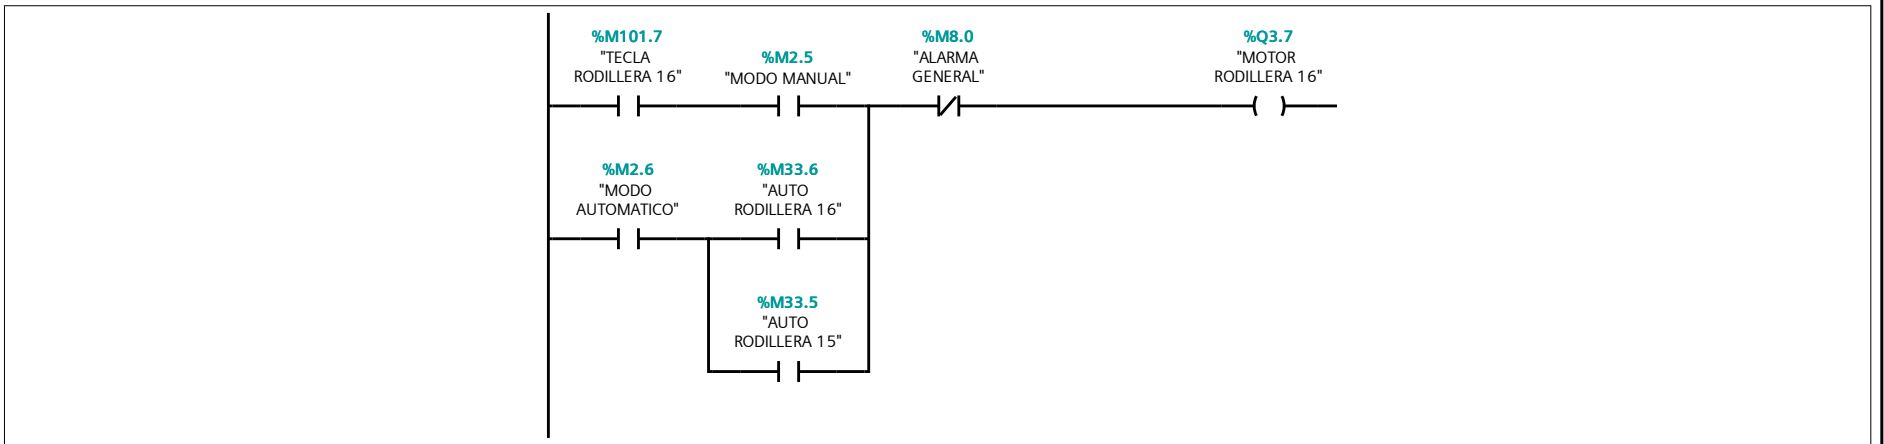 %M101.7
"TECLA
RODILLERA 16"
%M2.5
"MODO MANUAL"
%M8.0
"ALARMA
GENERAL"
%Q3.7
"MOTOR
RODILLERA 16"
%M2.6
"MODO
AUTOMATICO"
%M33.6
"AUTO
RODILLERA 16"
%M33.5
"AUTO
RODILLERA 15"